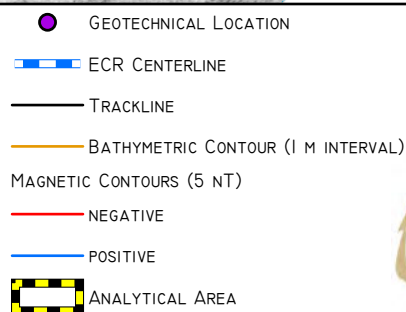 Geotechnical Location
ECR Centerline
Trackline
Bathymetric Contour (1 m interval)
Magnetic Contours (5 nT)
negative
positive
Analytical Area